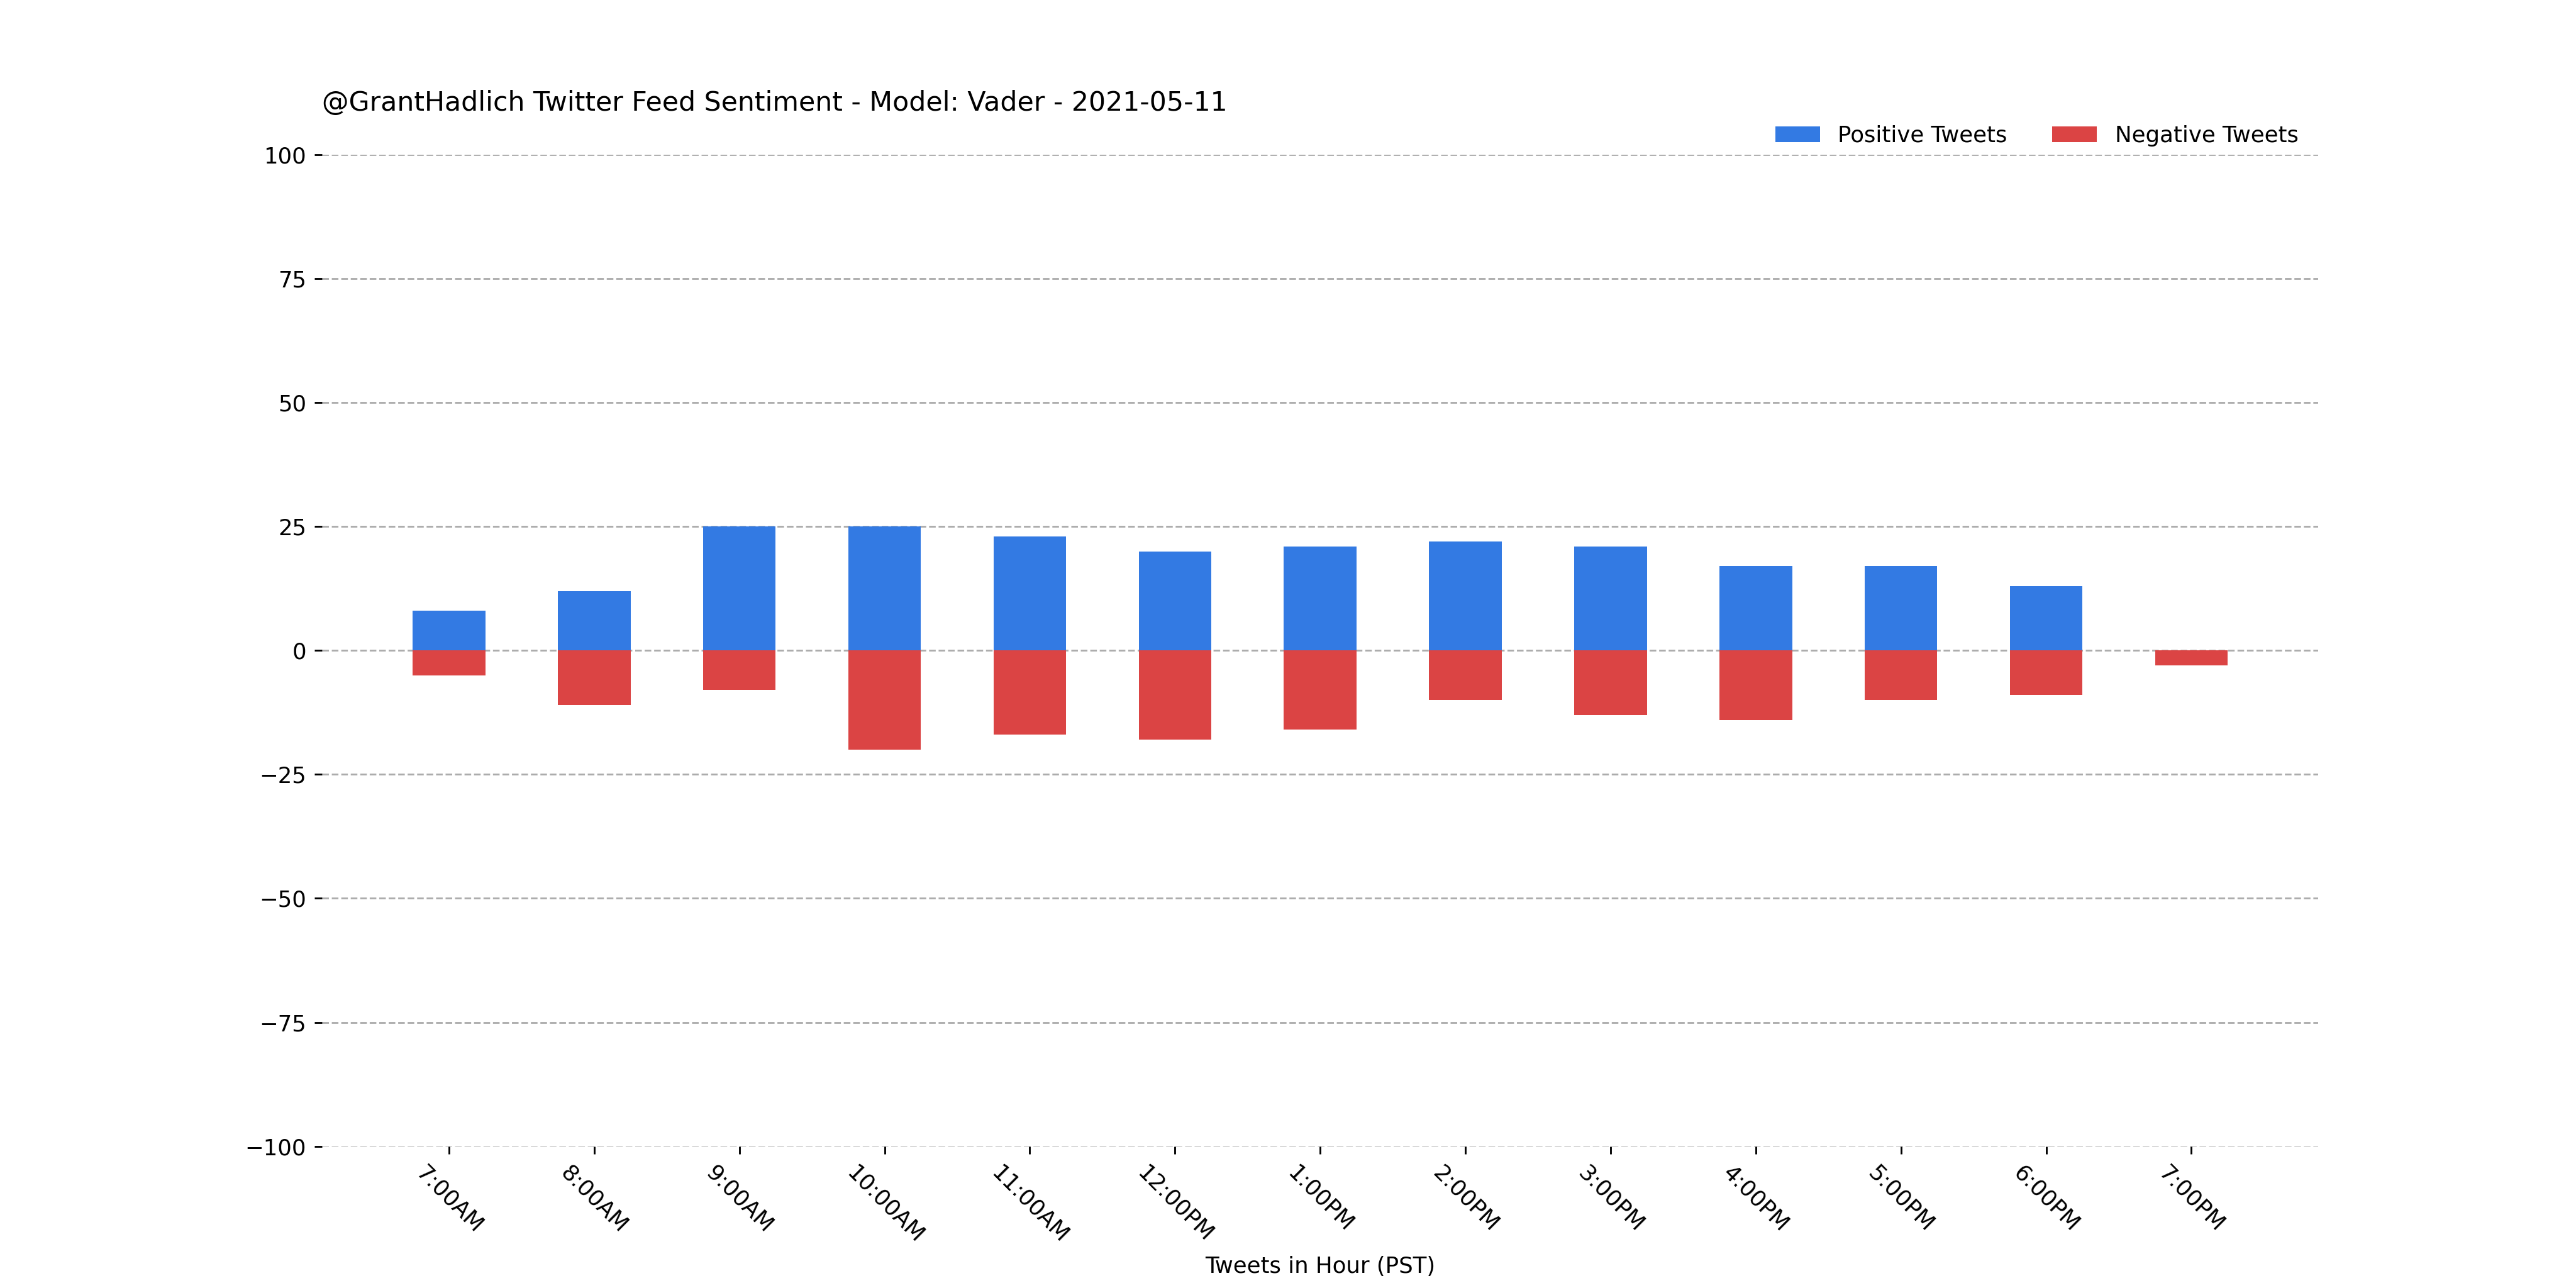 @GrantHadlich Twitter Feed Sentiment - Model: Vader - 2021-05-11
Positive Tweets
Negative Tweets
100
75
50
25
0
−25
−50
−75
−100
7:00AM
8:00AM
9:00AM
10:00AM
11:00AM
12:00PM
1:00PM
2:00PM
3:00PM
4:00PM
5:00PM
6:00PM
7:00PM
Tweets in Hour (PST)